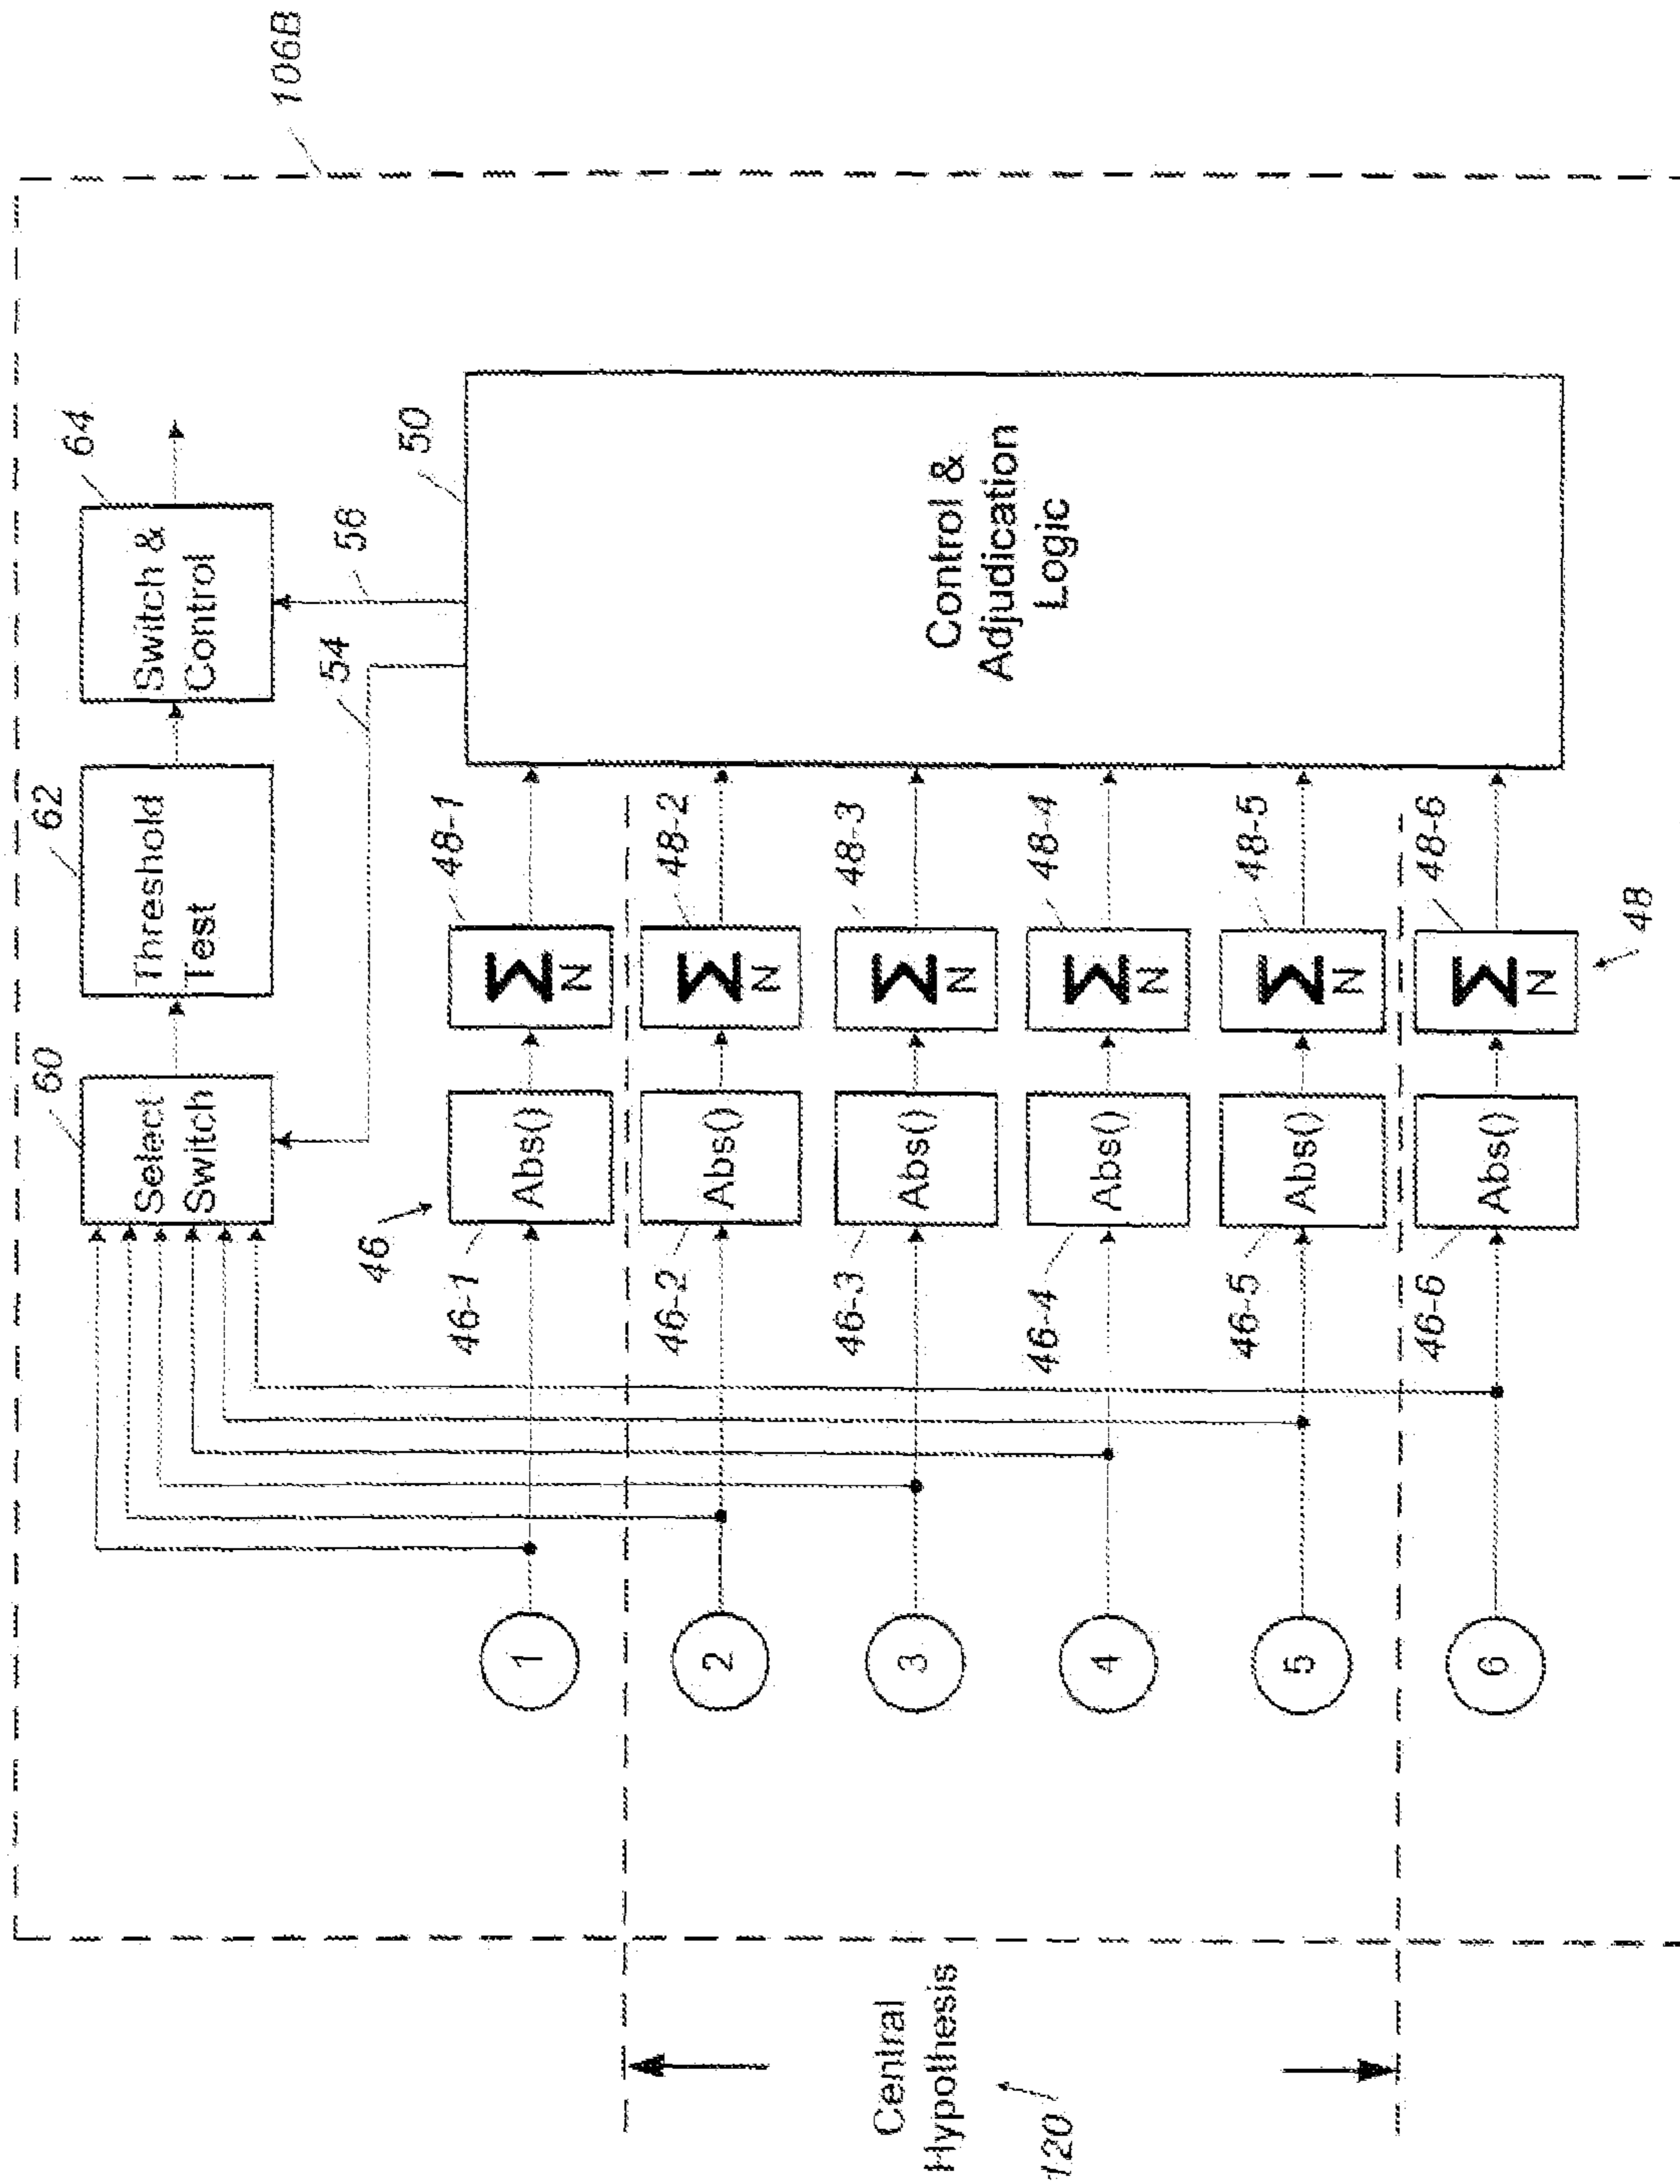 106B
60
62
64
Select
Switch
Threshold
Test
Switch &
Control
54
56
50
46
46-1
Abs()
Σ
N
48-1
46-2
Abs()
Σ
N
48-2
46-3
Abs()
Σ
N
48-3
46-4
Abs()
Σ
N
48-4
46-5
Abs()
Σ
N
48-5
46-6
Abs()
Σ
N
48-6
48
Control &
Adjudication
Logic
1
2
3
4
5
6
Central
Hypothesis
120